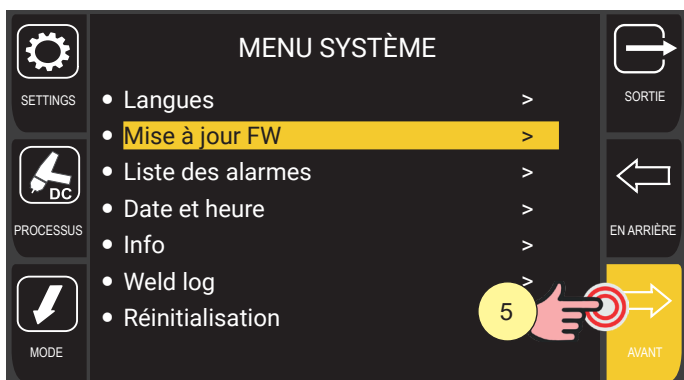 MENU SYSTÈME
SETTINGS
• Langues >
SORTIE
• Mise à jour FW >
• Liste des alarmes >
DC
• Date et heure >
PROCESSUS
EN ARRIÈRE
• Info >
• Weld log >
• Réinitialisation
5
MODE
AVANT